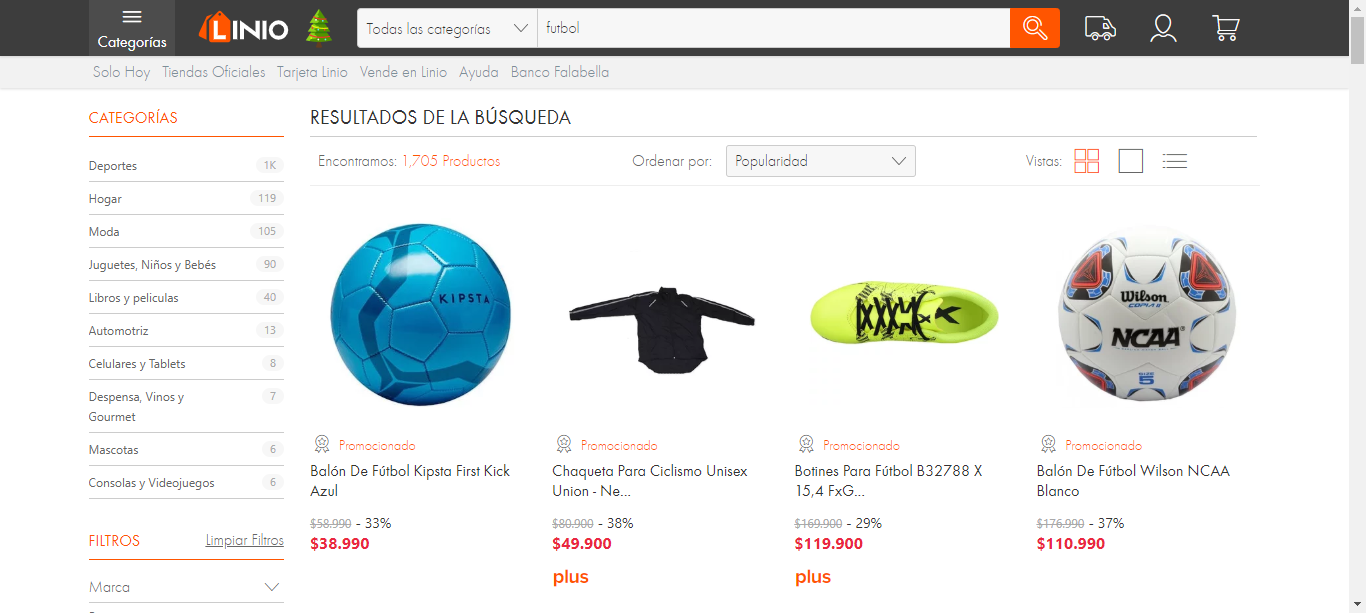 Categorías
LINIO
Todas las categorías
futbol
Solo Hoy Tiendas Oficiales Tarjeta Linio Vende en Linio Ayuda Banco Falabella
CATEGORÍAS
Deportes 1K
Hogar 119
Moda 105
Juguetes, Niños y Bebés 90
Libros y peliculas 40
Automotriz 13
Celulares y Tablets 8
Despensa, Vinos y
Gourmet 7
Mascotas 6
Consolas y Videojuegos 6
FILTROS Limpiar Filtros
Marca
RESULTADOS DE LA BÚSQUEDA
Encontramos: 1,705 Productos
Ordenar por: Popularidad
Vistas:
KIPSTA
Promocionado
Balón De Fútbol Kipsta First Kick
Azul
$58.990 - 33%
$38.990
Promocionado
Chaqueta Para Ciclismo Unisex
Union - Ne...
$80.900 - 38%
$49.900
plus
Promocionado
Botines Para Fútbol B32788 X
15,4 FxG...
$169.900 - 29%
$119.900
plus
Wilson
COPIA II
NCAA
5
Promocionado
Balón De Fútbol Wilson NCAA
Blanco
$176.990 - 37%
$110.990